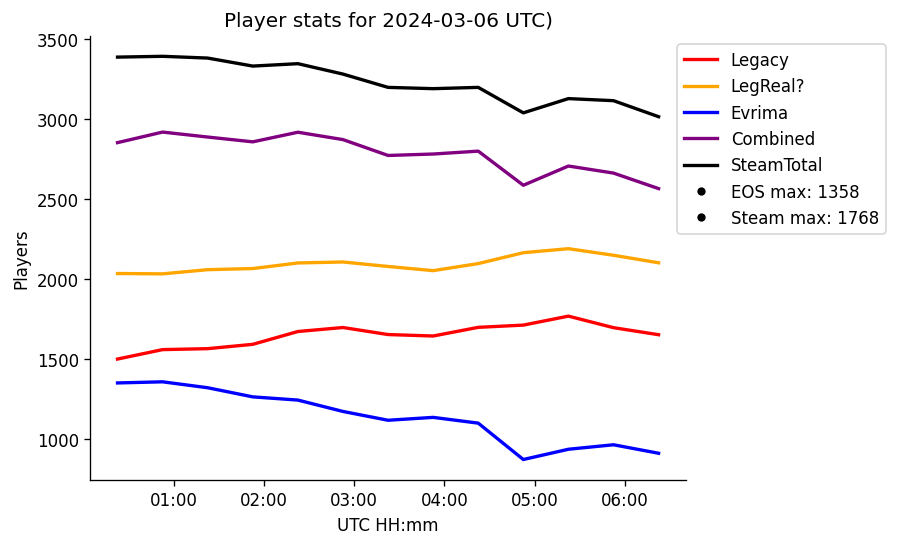 Player stats for 2024-03-06 UTC)
3500
3000
2500
2000
1500
1000
Players
01:00 02:00 03:00 04:00 05:00 06:00
UTC HH:mm
Legacy
LegReal?
Evrima
Combined
SteamTotal
EOS max: 1358
Steam max: 1768